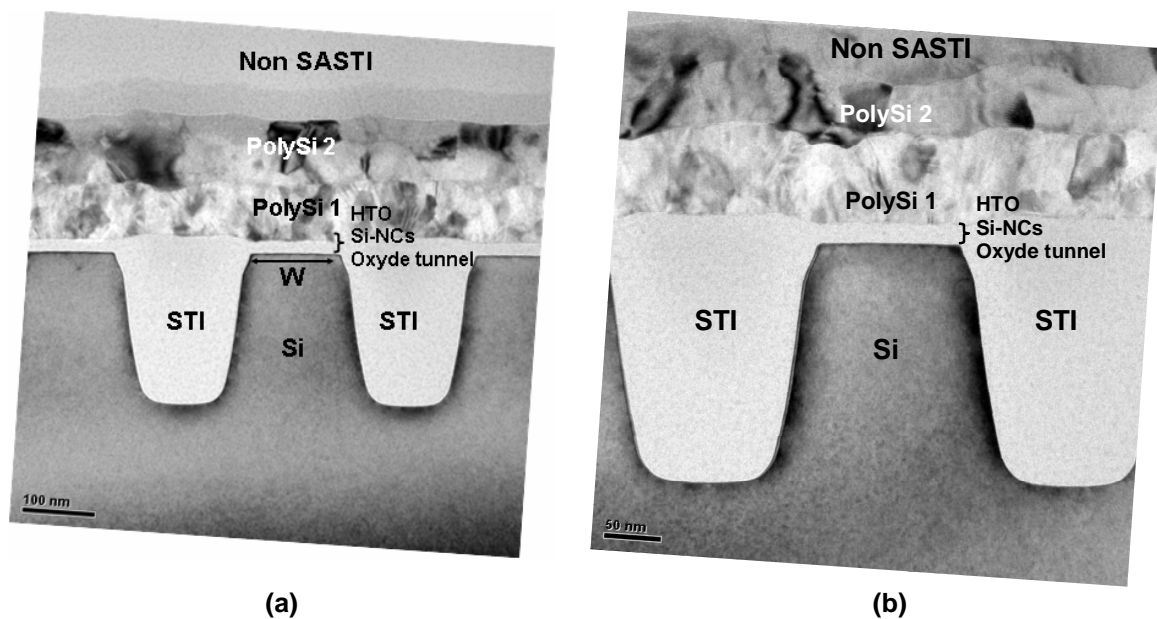 Non SASTI
PolySi 2
PolySi 1
HTO
Si-NCs
Oxyde tunnel
W
STI
STI
Si
100 nm
(a)
Non SASTI
PolySi 2
PolySi 1
HTO
Si-NCs
Oxyde tunnel
STI
STI
Si
50 nm
(b)